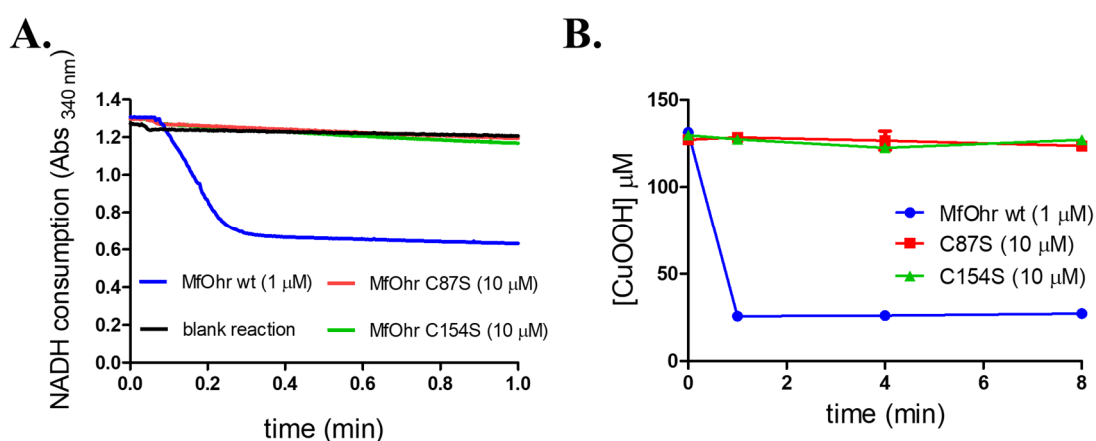 A.
NADH consumption (Abs 340 nm)
1.4
1.2
1.0
0.8
0.6
0.4
0.2
0.0
MfOhr wt (1 μM)
MfOhr C87S (10 μM)
blank reaction
MfOhr C154S (10 μM)
0.0 0.2 0.4 0.6 0.8 1.0
time (min)
B.
[CuOOH] μM
150
100
50
0
MfOhr wt (1 μM)
C87S (10 μM)
C154S (10 μM)
0 2 4 6 8
time (min)